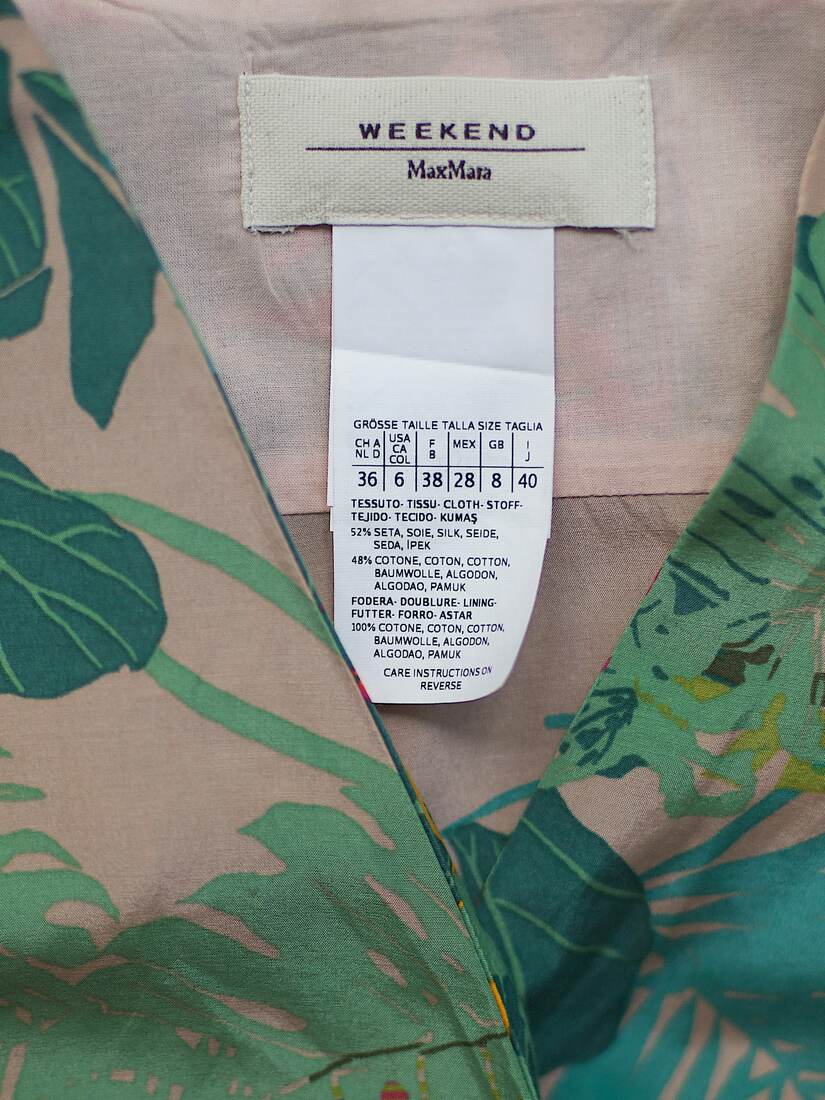 WEEKEND
MaxMara
GRÖSSE TAILLE TALLA SIZE TAGLIA
CH A NL D USA CA COL F B MEX GB I J
36 6 38 28 8 40
TESSUTO- TISSU- CLOTH- STOFF-
TEJIDO- TECIDO- KUMAŞ
52% SETA, SOIE, SILK, SEIDE,
SEDA, İPEK
48% COTONE, COTON, COTTON,
BAUMWOLLE, ALGODON,
ALGODAO, PAMUK
FODERA- DOUBLURE- LINING-
FUTTER- FORRO- ASTAR
100% COTONE, COTON, COTTON,
BAUMWOLLE, ALGODON,
ALGODAO, PAMUK
CARE INSTRUCTIONS ON
REVERSE